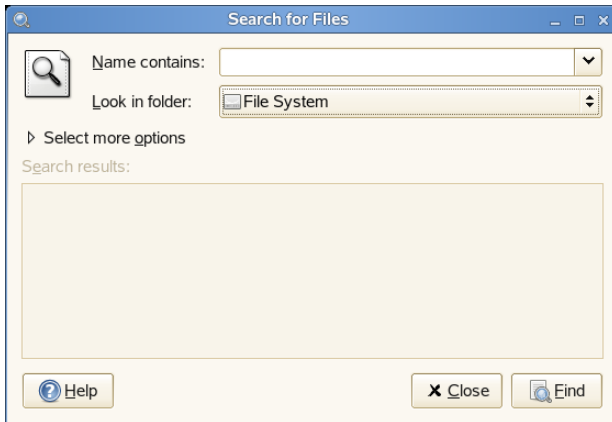 Search for Files
Name contains:
Look in folder: File System
Select more options
Search results:
Help Close Find